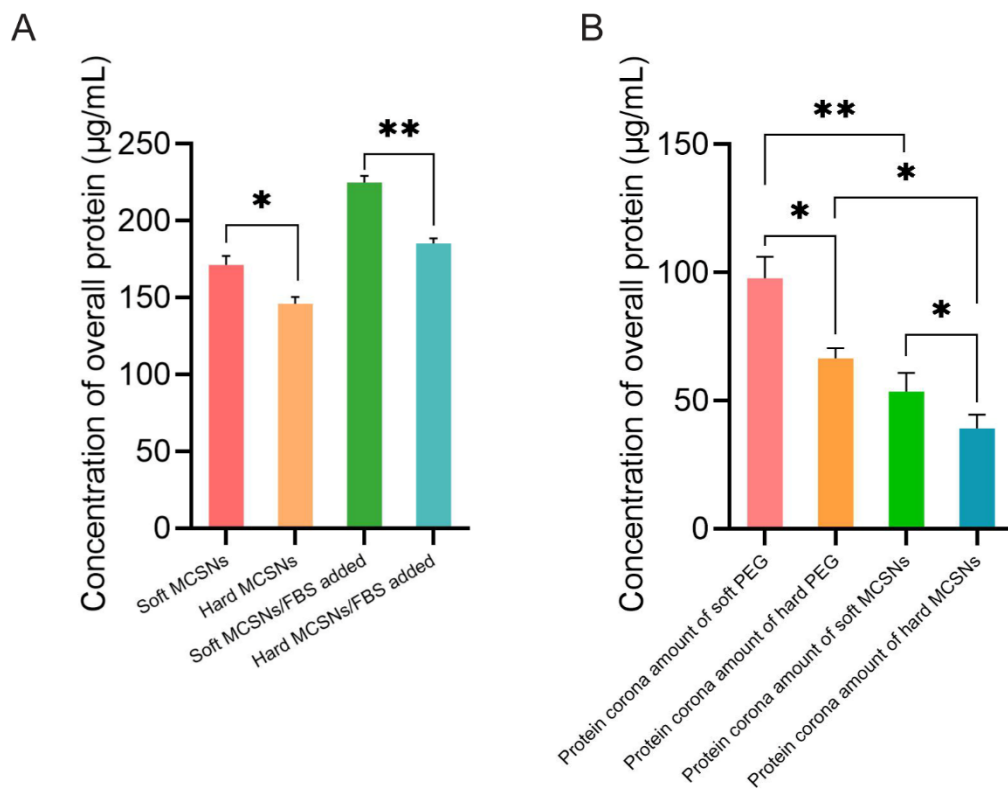 A
Concentration of overall protein (µg/mL)
250
200
150
100
50
0
*
**
Soft MCSNs
Hard MCSNs
Soft MCSNs/FBS added
Hard MCSNs/FBS added
B
Concentration of overall protein (µg/mL)
150
100
50
0
**
*
*
*
Protein corona amount of soft PEG
Protein corona amount of hard PEG
Protein corona amount of soft MCSNs
Protein corona amount of hard MCSNs